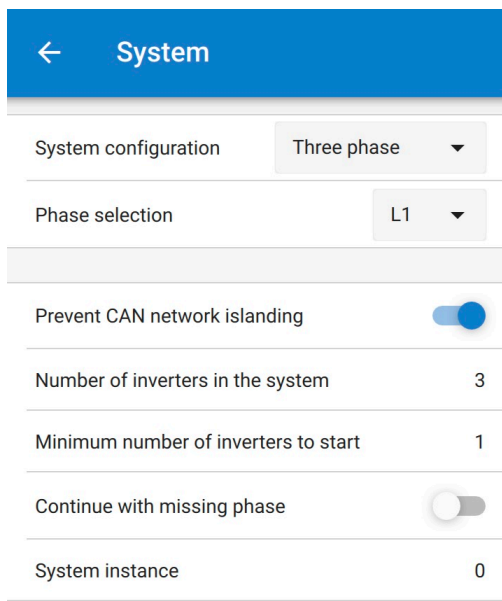 System
System configuration Three phase
Phase selection L1
Prevent CAN network islanding
Number of inverters in the system 3
Minimum number of inverters to start 1
Continue with missing phase
System instance 0